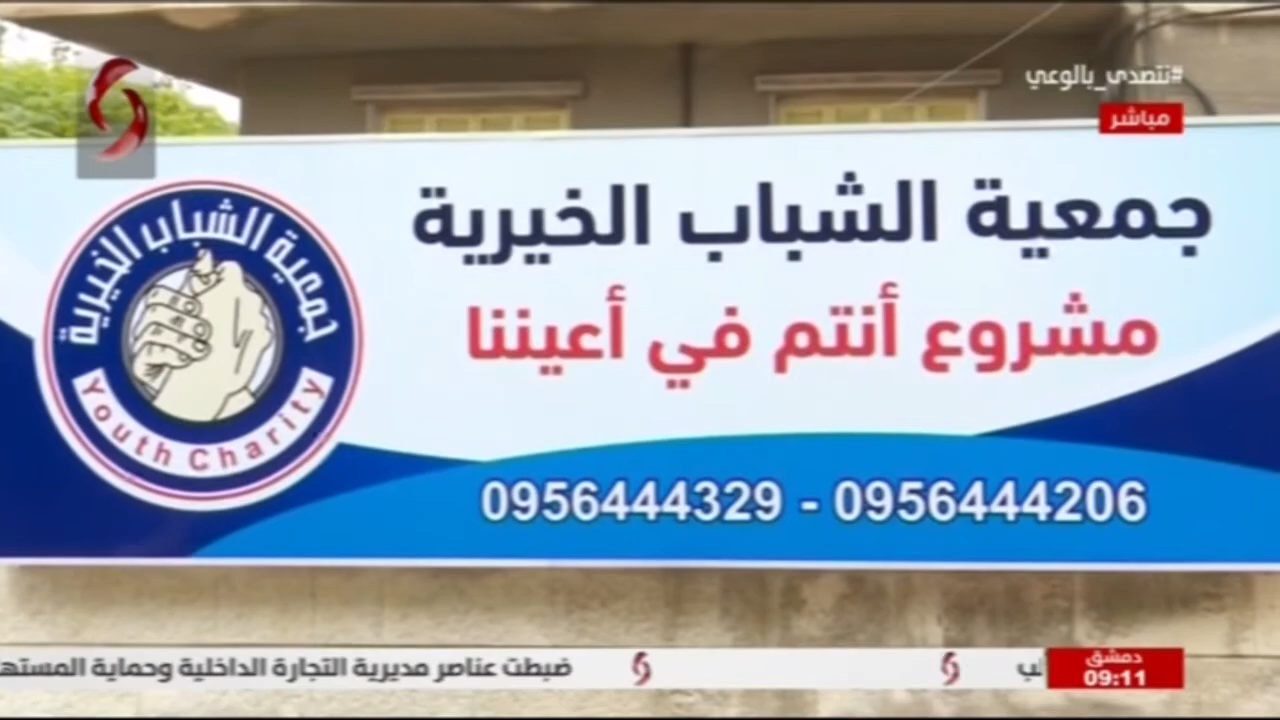 #نتصدى_بالوعي
مباشر
جمعية الشباب الخيرية
مشروع أنتم في أعيننا
0956444329 - 0956444206
جمعية الشباب الخيرية
Youth Charity
ضبطت عناصر مديرية التجارة الداخلية وحماية
دمشق
09:11